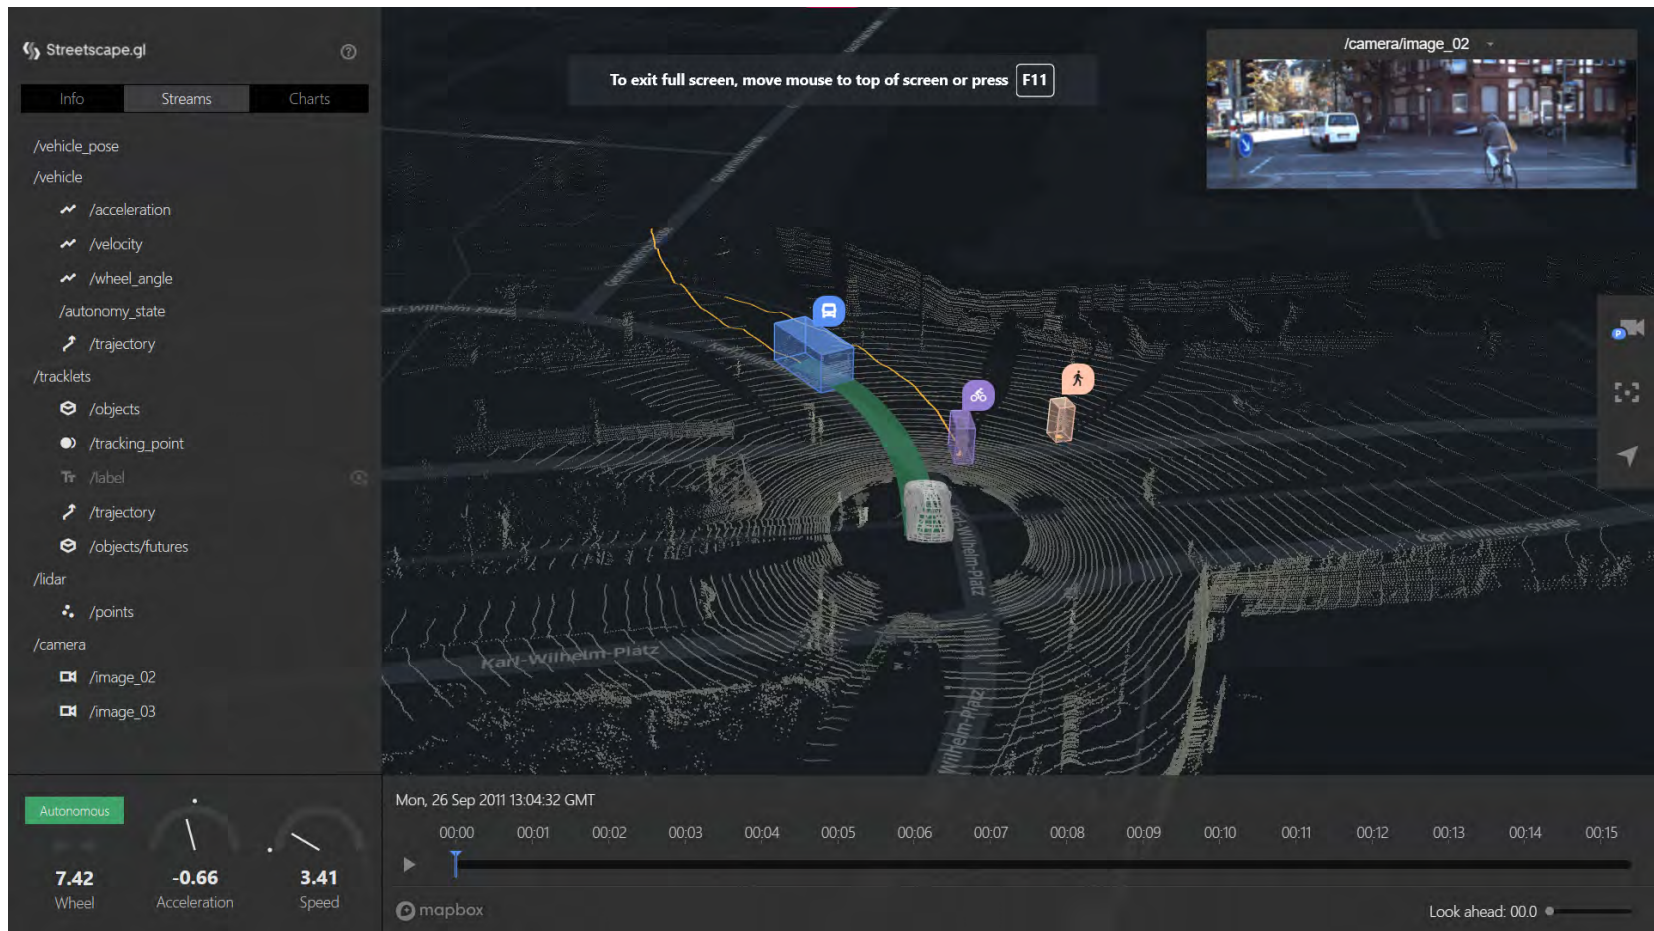 Streetscape.gl
Info Streams Charts
/vehicle_pose
/vehicle
/acceleration
/velocity
/wheel_angle
/autonomy_state
/trajectory
/tracklets
/objects
/tracking_point
/label
/trajectory
/objects/futures
/lidar
/points
/camera
/image_02
/image_03
Autonomous
7.42
Wheel
-0.66
Acceleration
3.41
Speed
To exit full screen, move mouse to top of screen or press F11
/camera/image_02
P
Karl-Wilhelm-Straße
Karl-Wilhelm-Platz
Mon, 26 Sep 2011 13:04:32 GMT
00:00 00:01 00:02 00:03 00:04 00:05 00:06 00:07 00:08 00:09 00:10 00:11 00:12 00:13 00:14 00:15
mapbox
Look ahead: 00.0